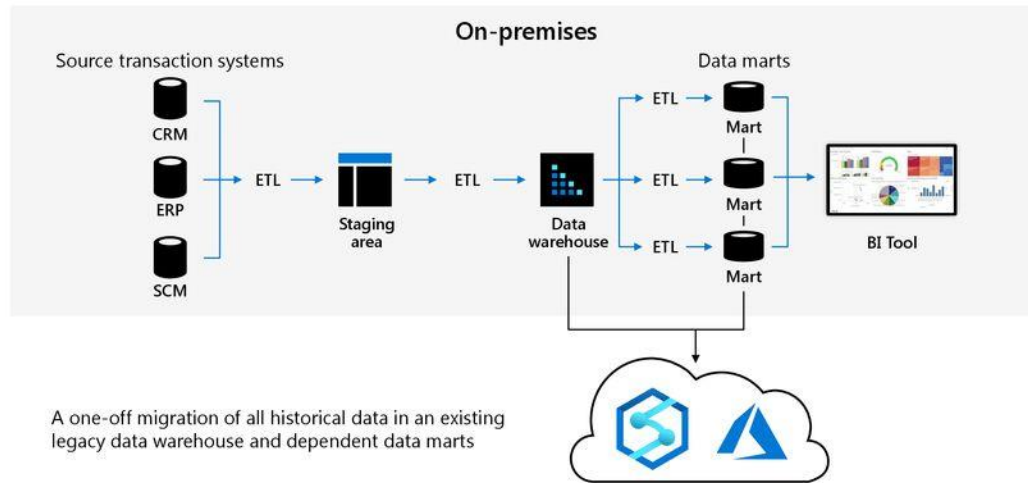 On-premises
Source transaction systems
Data marts
CRM
ERP
SCM
ETL
Staging
area
ETL
Data
warehouse
ETL
ETL
ETL
Mart
Mart
Mart
BI Tool
A one-off migration of all historical data in an existing
legacy data warehouse and dependent data marts